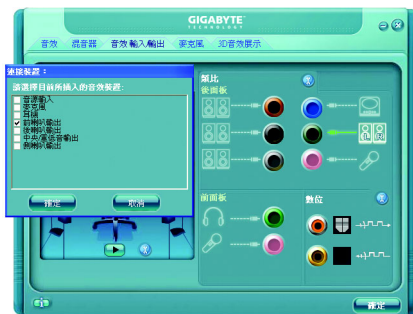 GIGABYTE
TECHNOLOGY
音效 混音器 音效輸入/輸出 麥克風 3D音效展示
連接裝置：
請選擇目前所插入的音效裝置:
音源輸入
麥克風
耳機
前喇叭輸出
後喇叭輸出
中央/重低音輸出
側喇叭輸出
確定 取消
類比
後面板
前面板
數位
確定